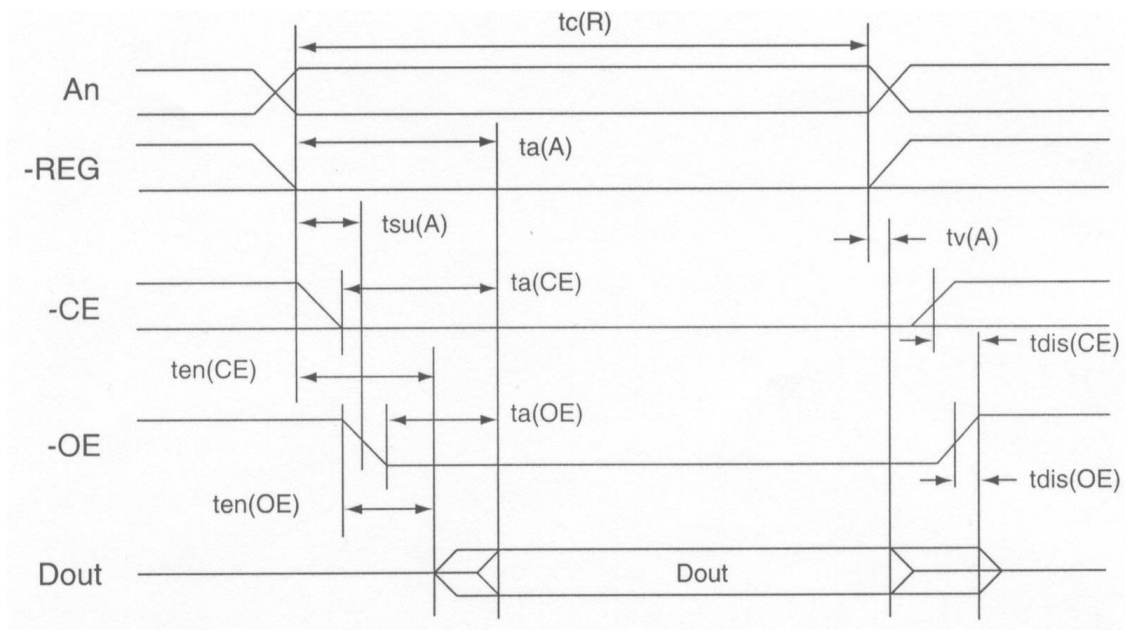 tc(R)
An
ta(A)
-REG
tsu(A)
tv(A)
ta(CE)
-CE
tdis(CE)
ten(CE)
ta(OE)
-OE
tdis(OE)
ten(OE)
Dout
Dout